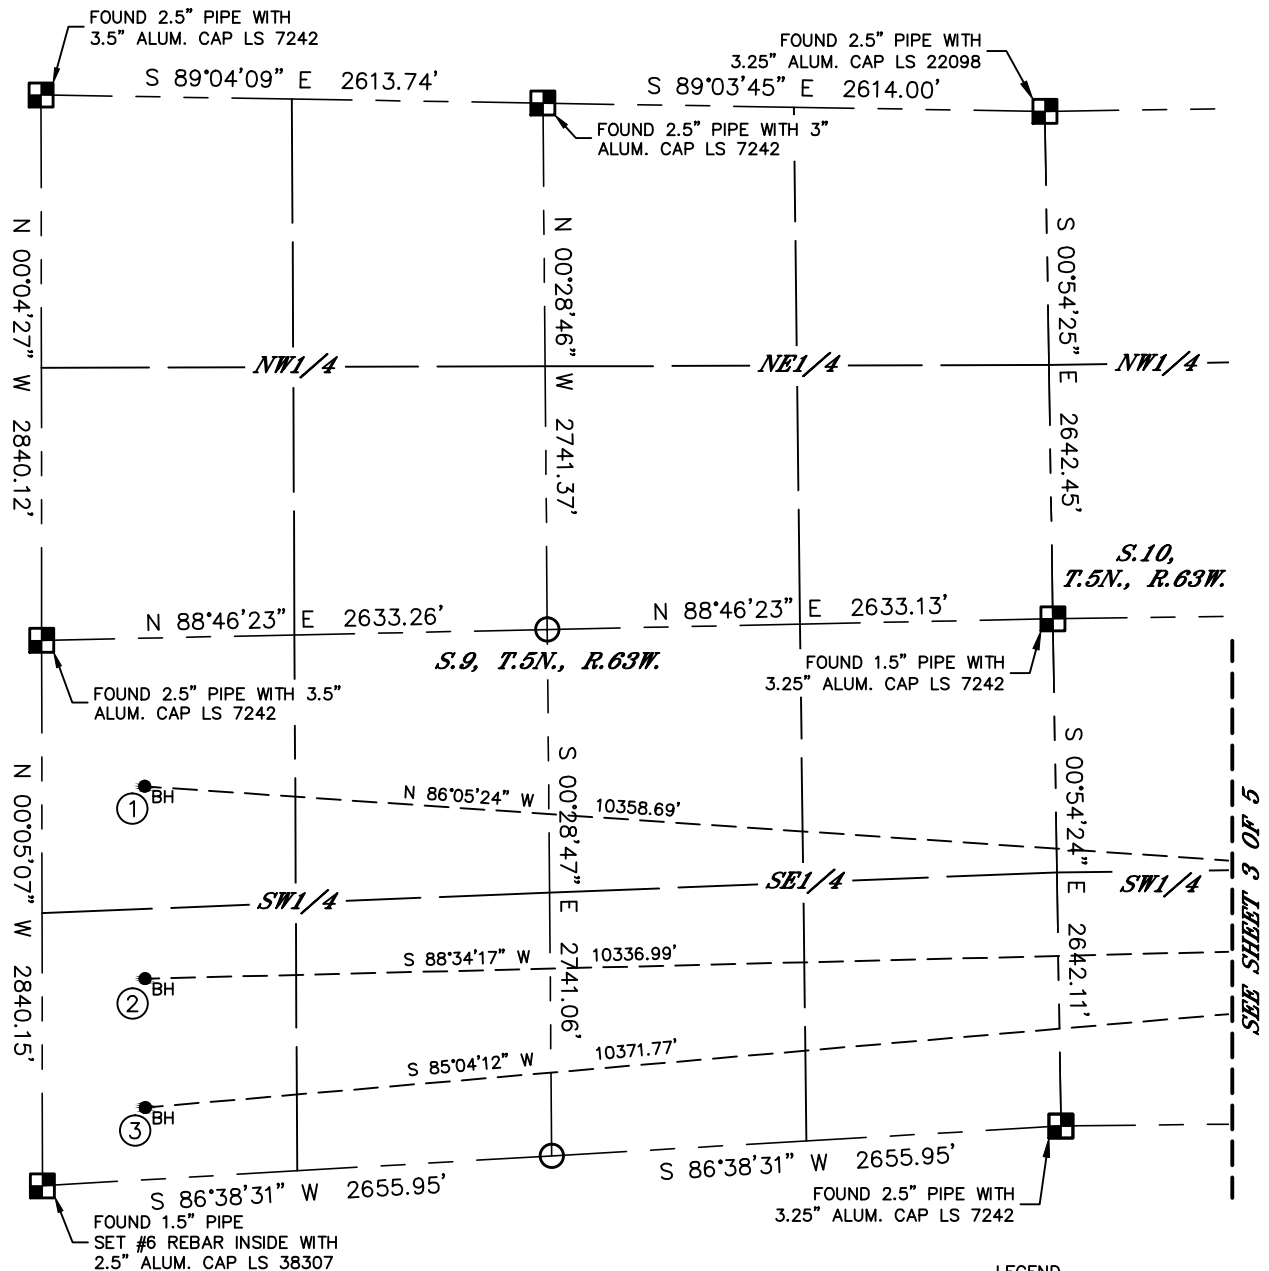 FOUND 2.5" PIPE WITH
3.5" ALUM. CAP LS 7242
FOUND 2.5" PIPE WITH
3.25" ALUM. CAP LS 22098
S 89°04'09" E 2613.74'
S 89°03'45" E 2614.00'
FOUND 2.5" PIPE WITH 3"
ALUM. CAP LS 7242
N 00°04'27" W 2840.12'
N 00°28'46" W 2741.37'
S 00°54'25" E 2642.45'
NW1/4
NE1/4
NW1/4
S.10,
T.5N., R.63W.
N 88°46'23" E 2633.26'
N 88°46'23" E 2633.13'
S.9, T.5N., R.63W.
FOUND 1.5" PIPE WITH
3.25" ALUM. CAP LS 7242
FOUND 2.5" PIPE WITH 3.5"
ALUM. CAP LS 7242
N 00°05'07" W 2840.15'
S 00°28'47" E 2741.06'
S 00°54'24" E 2642.11'
SEE SHEET 3 OF 5
1 BH
N 86°05'24" W 10358.69'
SW1/4
SE1/4
SW1/4
2 BH
S 88°34'17" W 10336.99'
3 BH
S 85°04'12" W 10371.77'
S 86°38'31" W 2655.95'
S 86°38'31" W 2655.95'
FOUND 2.5" PIPE WITH
3.25" ALUM. CAP LS 7242
FOUND 1.5" PIPE
SET #6 REBAR INSIDE WITH
2.5" ALUM. CAP LS 38307
LEGEND